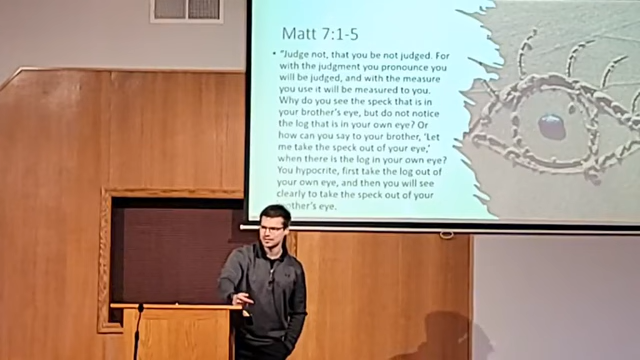 Matt 7:1-5
• "Judge not, that you be not judged. For
with the judgment you pronounce you
will be judged, and with the measure
you use it will be measured to you.
Why do you see the speck that is in
your brother's eye, but do not notice
the log that is in your own eye? Or
how can you say to your brother, 'Let
me take the speck out of your eye,'
when there is the log in your own eye?
You hypocrite, first take the log out of
your own eye, and then you will see
clearly to take the speck out of your
brother's eye.